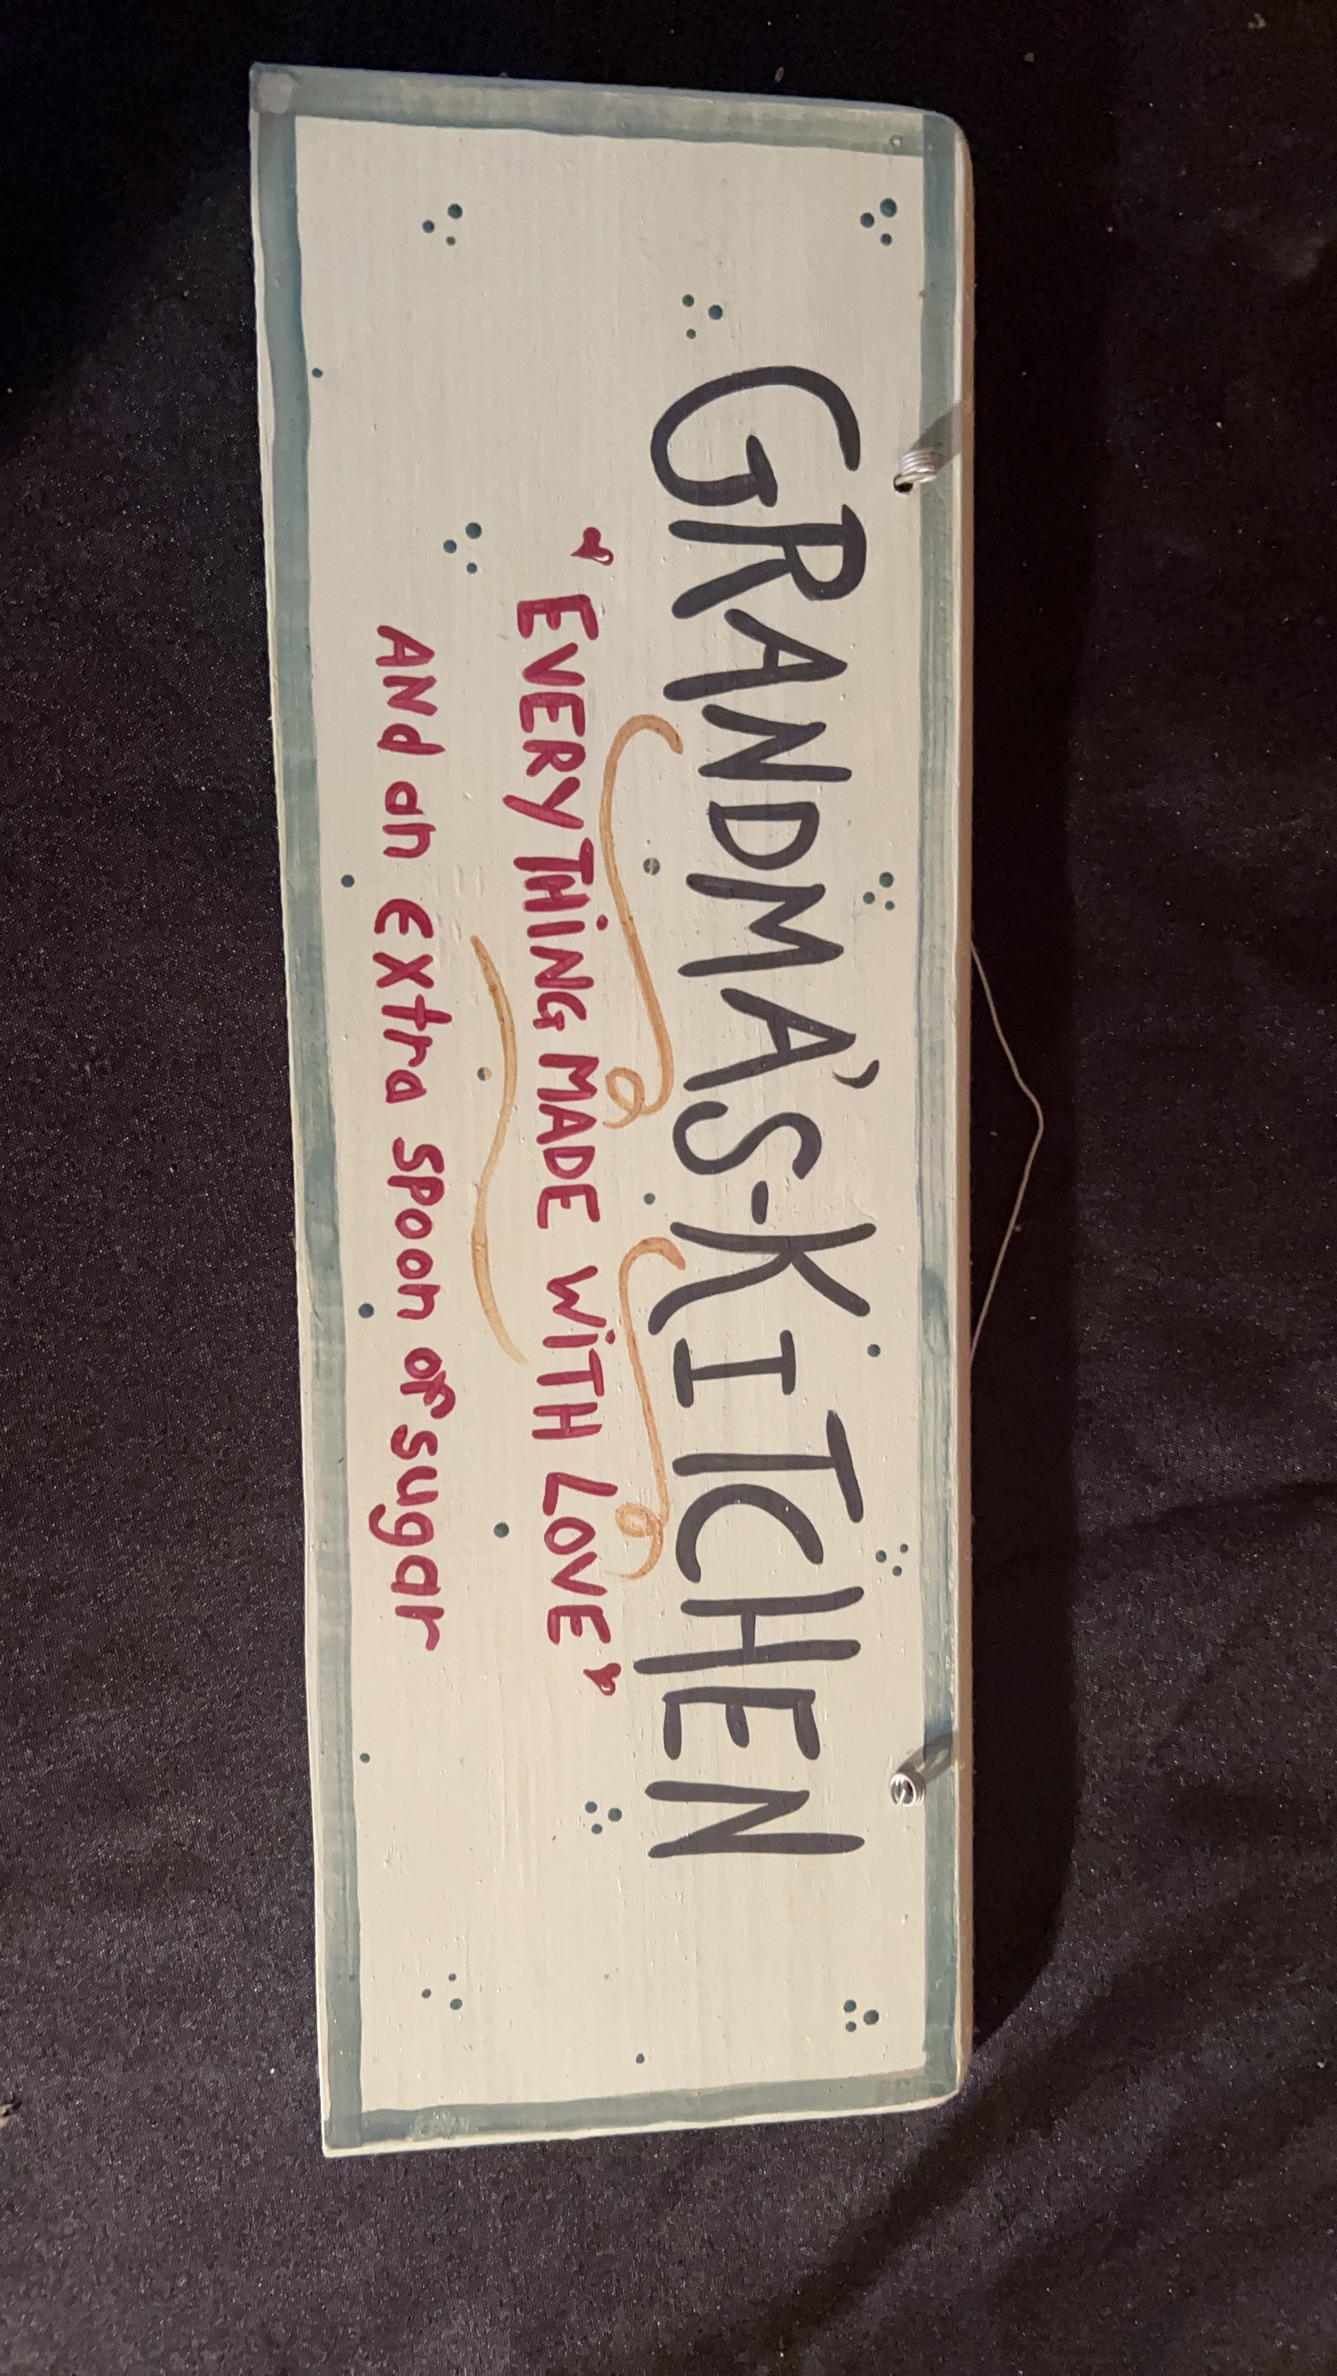 GRANDMA'S-KITCHEN
"EVERYTHING MADE WITH LOVE"
ANd an Extra spoon of sugar